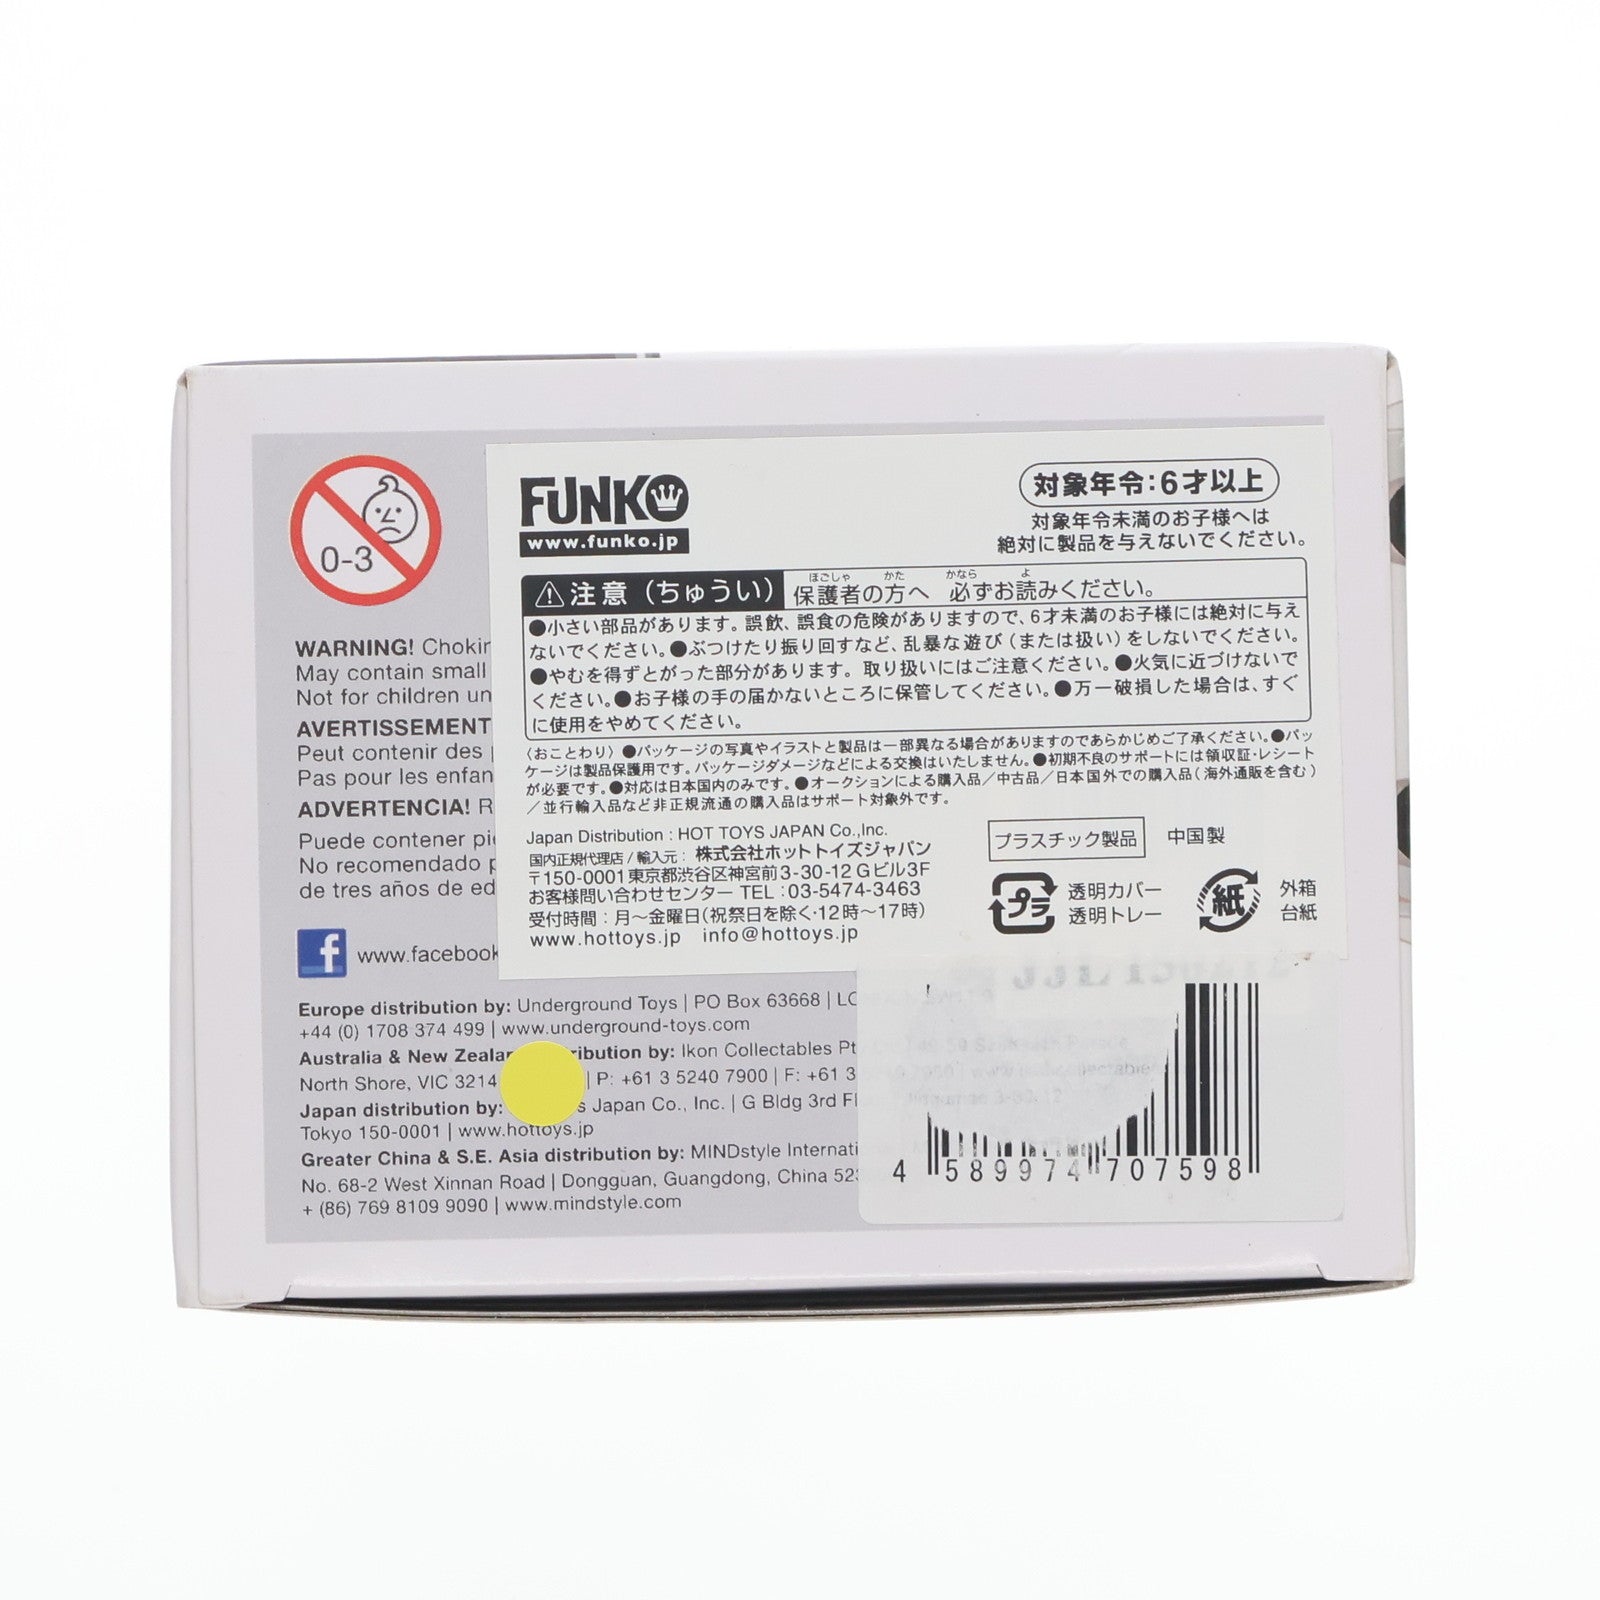 0-3
WARNING! Chokin
May contain small
Not for children un
AVERTISSEMENT
Peut contenir des
Pas pour les enfan
ADVERTENCIA! R
Puede contener pie
No recomendado p
de tres años de ed
www.facebook
FUNKO
www.funko.jp
対象年令:6才以上
対象年令未満のお子様へは
絶対に製品を与えないでください。
注意(ちゅうい) 保護者の方へ 必ずお読みください。
●小さい部品があります。誤飲、誤食の危険がありますので、6才未満のお子様には絶対に与え
ないでください。●ぶつけたり振り回すなど、乱暴な遊び(または扱い)をしないでください。
●やむを得ずとがった部分があります。取り扱いにはご注意ください。●火気に近づけないで
ください。●お子様の手の届かないところに保管してください。●万一破損した場合は、すぐ
に使用をやめてください。
〈おことわり〉●パッケージの写真やイラストと製品は一部異なる場合がありますのであらかじめご了承ください。●パッ
ケージは製品保護用です。パッケージダメージなどによる交換はいたしません。●初期不良のサポートには領収証・レシート
が必要です。●対応は日本国内のみです。●オークションによる購入品/中古品/日本国外での購入品(海外通販を含む)
/並行輸入品など非正規流通の購入品はサポート対象外です。
Japan Distribution : HOT TOYS JAPAN Co.,Inc.
国内正規代理店/輸入元: 株式会社ホットトイズジャパン
〒150-0001東京都渋谷区神宮前3-30-12 Gビル3F
お客様問い合わせセンター TEL:03-5474-3463
受付時間:月〜金曜日(祝祭日を除く・12時〜17時)
www.hottoys.jp info@hottoys.jp
プラスチック製品 中国製
プラ 透明カバー
透明トレー
紙 外箱
台紙
Europe distribution by: Underground Toys | PO Box 63668 |
+44 (0) 1708 374 499 | www.underground-toys.com
Australia & New Zealan ribution by: Ikon Collectables Pt
North Shore, VIC 3214 | P: +61 3 5240 7900 | F: +61 3
Japan distribution by: s Japan Co., Inc. | G Bldg 3rd Fl
Tokyo 150-0001 | www.hottoys.jp
Greater China & S.E. Asia distribution by: MINDstyle Internati
No. 68-2 West Xinnan Road | Dongguan, Guangdong, China 52
+ (86) 769 8109 9090 | www.mindstyle.com
4 589974 707598